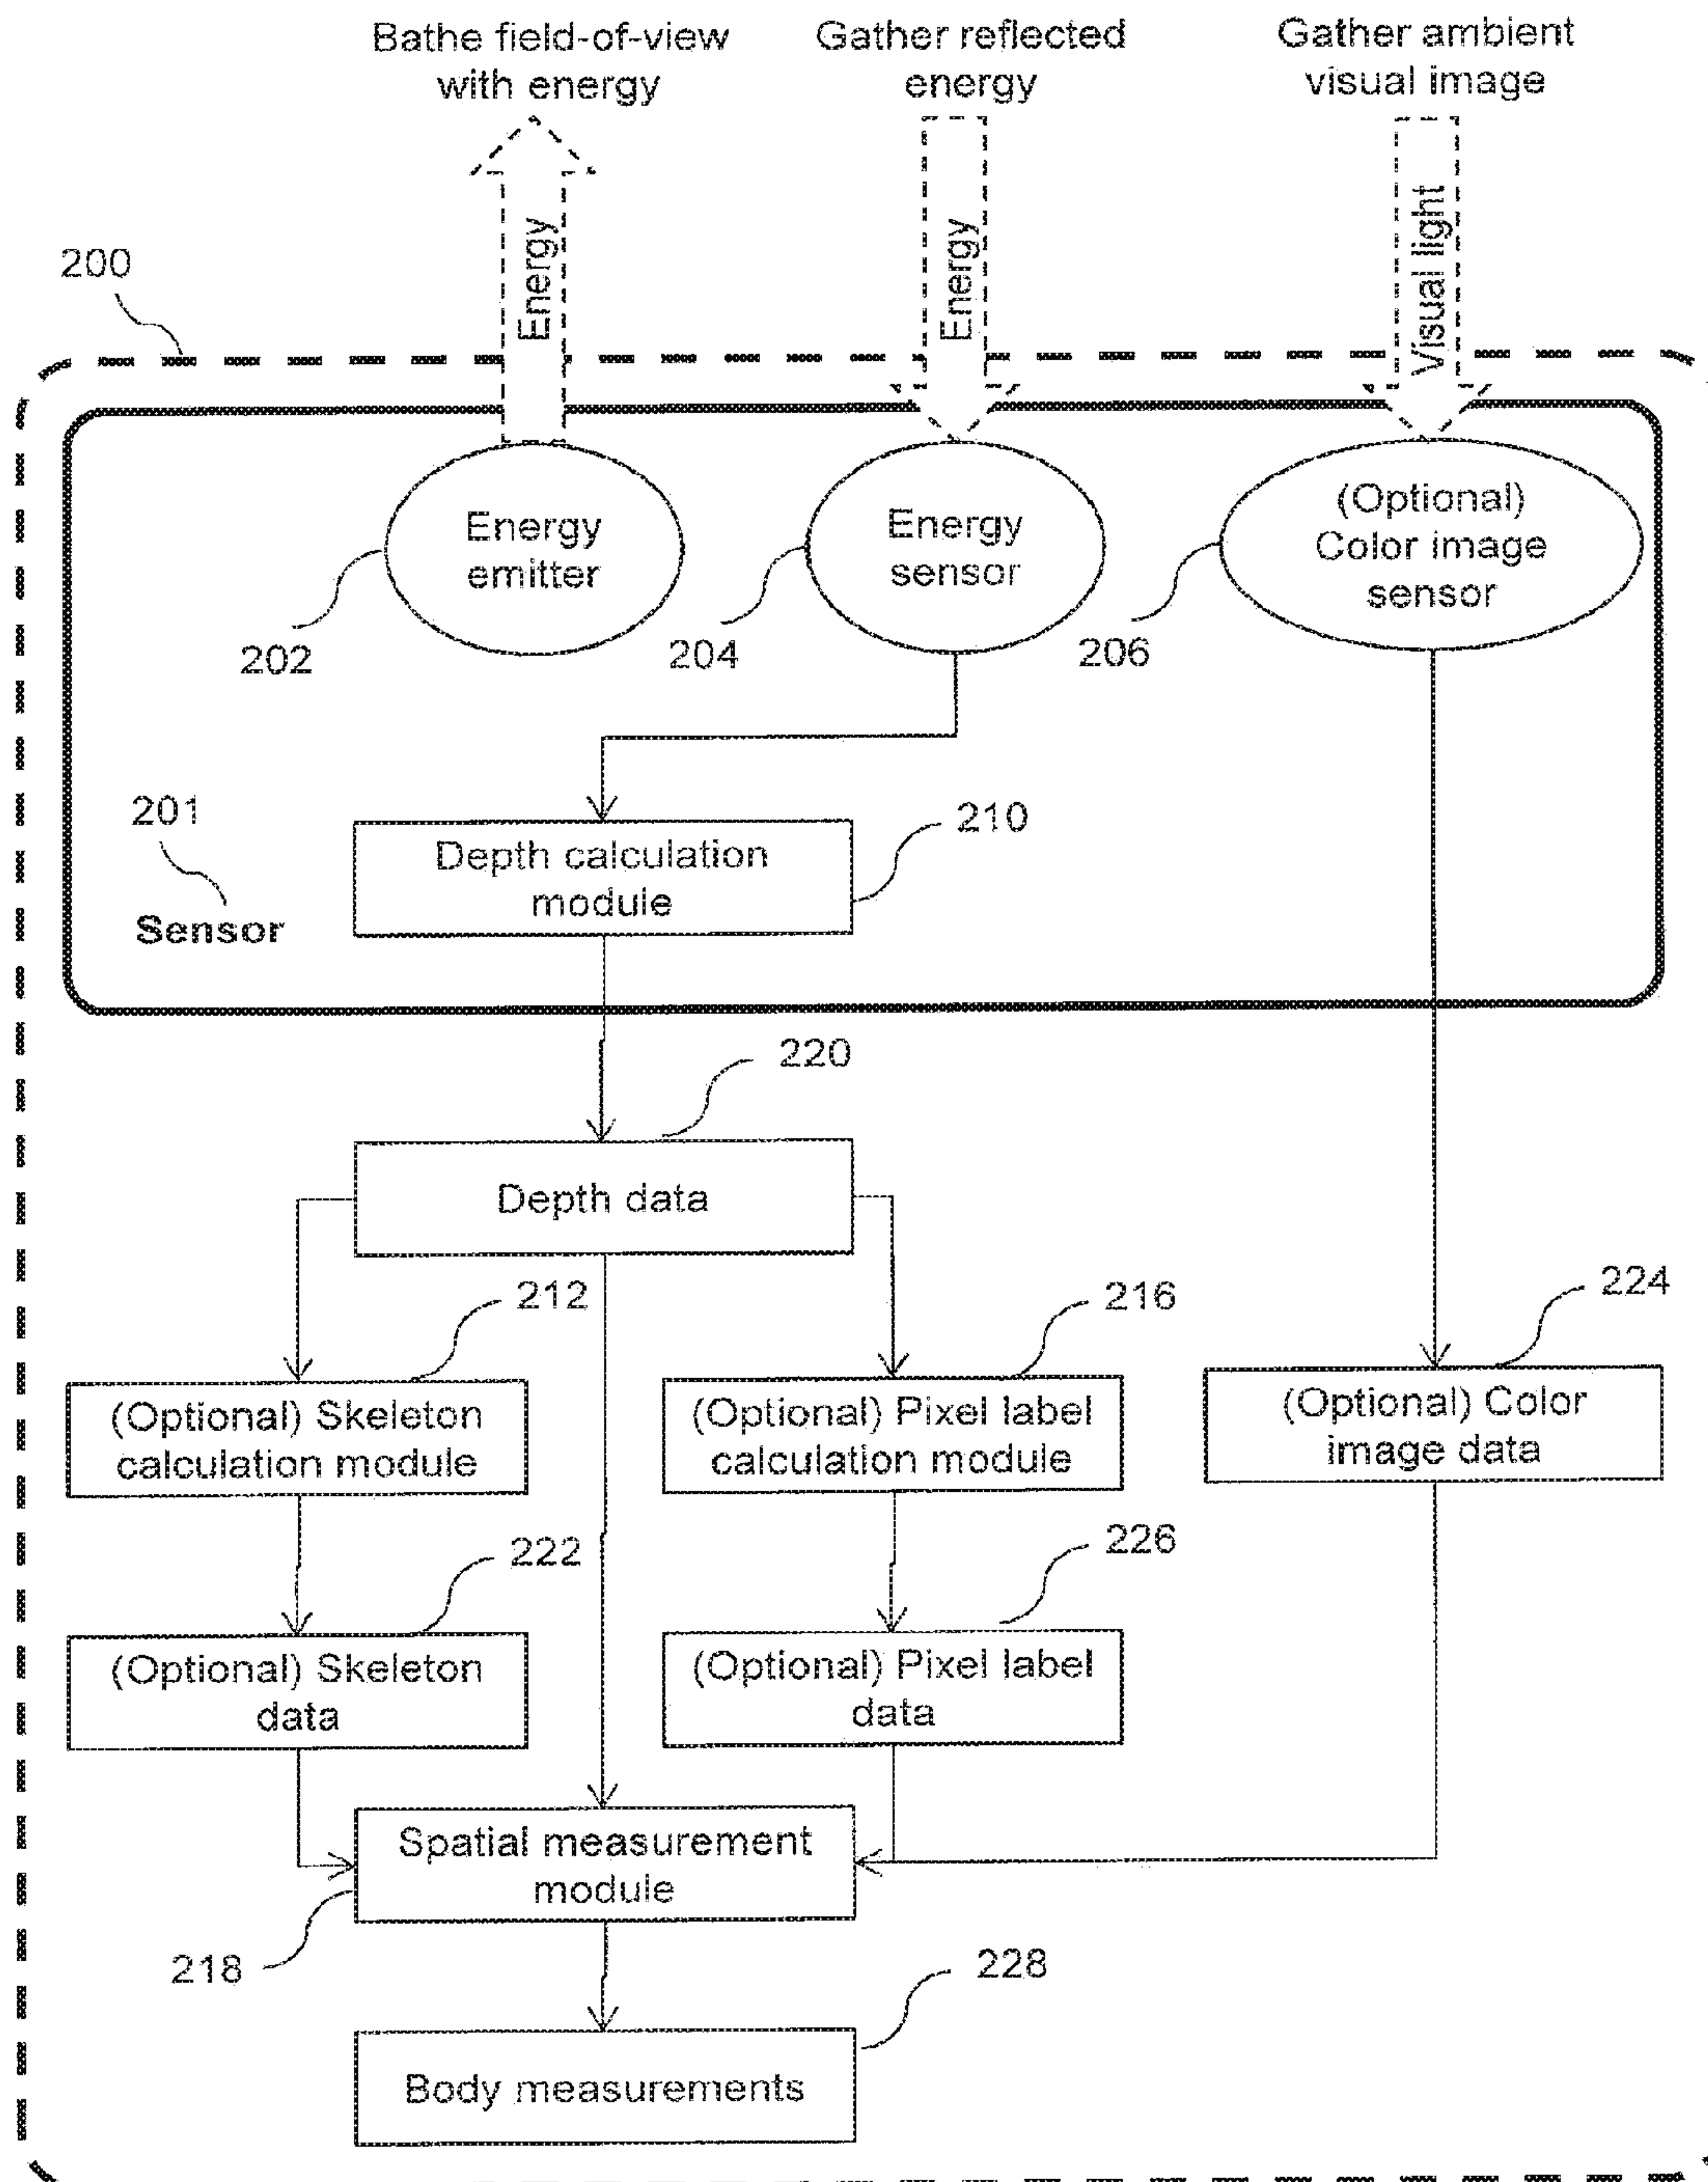 Bathe field-of-view
with energy
Gather reflected
energy
Gather ambient
visual image
Energy
Energy
Visual light
200
Energy
emitter
Energy
sensor
(Optional)
Color image
sensor
202
204
206
201
Sensor
Depth calculation
module
210
220
Depth data
212
216
224
(Optional) Skeleton
calculation module
(Optional) Pixel label
calculation module
(Optional) Color
image data
222
226
(Optional) Skeleton
data
(Optional) Pixel label
data
Spatial measurement
module
218
228
Body measurements